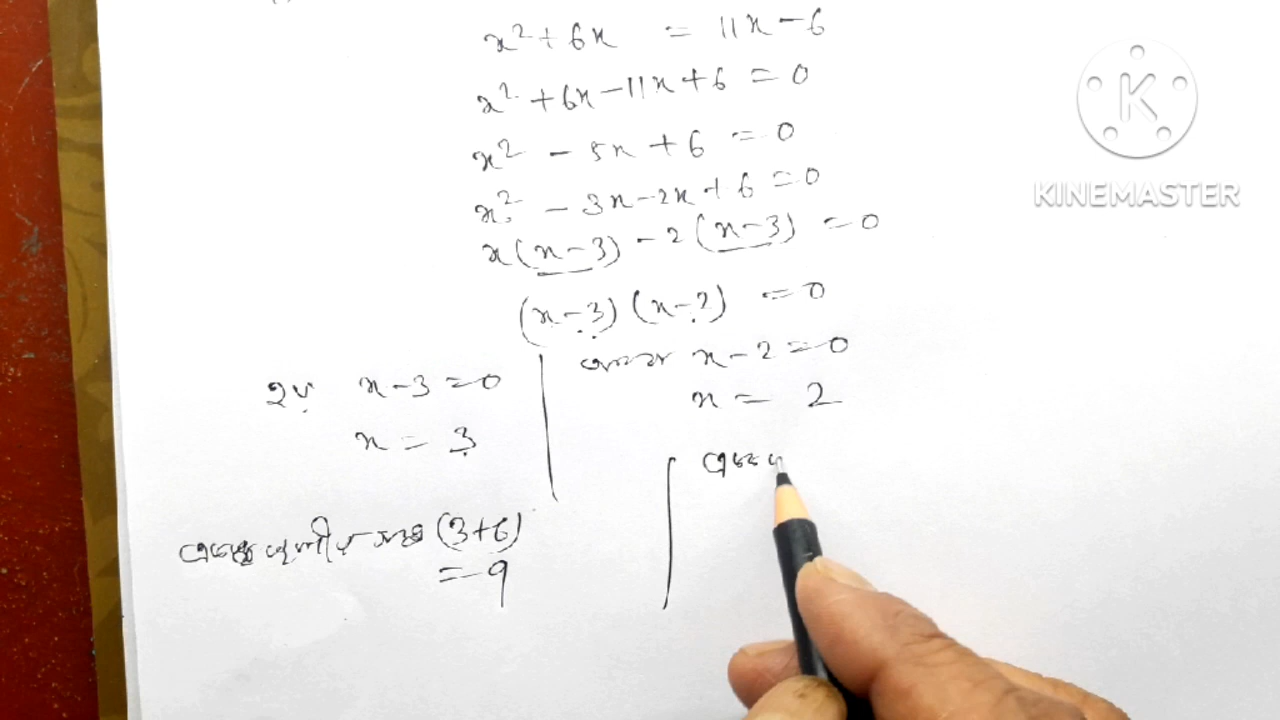 x² + 6x = 11x - 6
x² + 6x - 11x + 6 = 0
x² - 5x + 6 = 0
x² - 3x - 2x + 6 = 0
x(x-3) - 2(x-3) = 0
(x-3)(x-2) = 0
হয় x-3 = 0
x = 3
অথবা x-2 = 0
x = 2
(3+6)
= 9
KINEMASTER